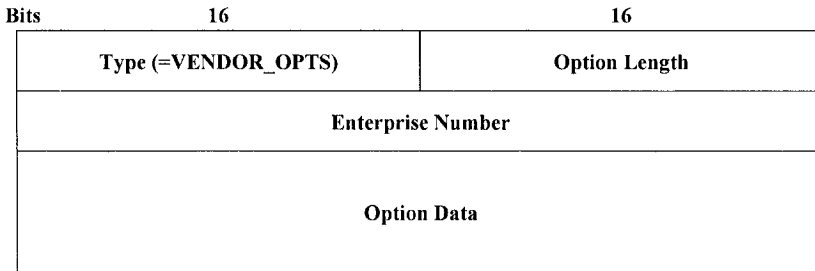 Bits 16 16
Type (=VENDOR_OPTS) Option Length
Enterprise Number
Option Data